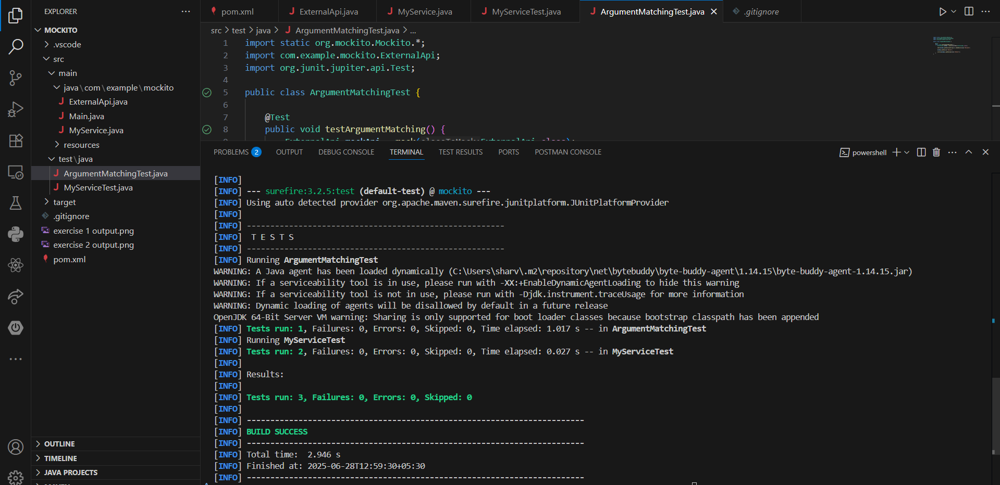 EXPLORER
MOCKITO
.vscode
src
main
java\com\example\mockito
ExternalApi.java
Main.java
MyService.java
resources
test\java
ArgumentMatchingTest.java
MyServiceTest.java
target
.gitignore
exercise 1 output.png
exercise 2 output.png
pom.xml
OUTLINE
TIMELINE
JAVA PROJECTS
pom.xml
ExternalApi.java
MyService.java
MyServiceTest.java
ArgumentMatchingTest.java
.gitignore
src > test > java > ArgumentMatchingTest.java > ...
1 import static org.mockito.Mockito.*;
2 import com.example.mockito.ExternalApi;
3 import org.junit.jupiter.api.Test;
4
5 public class ArgumentMatchingTest {
6
7 @Test
8 public void testArgumentMatching() {
PROBLEMS 2 OUTPUT DEBUG CONSOLE TERMINAL TEST RESULTS PORTS POSTMAN CONSOLE
powershell
[INFO]
[INFO] --- surefire:3.2.5:test (default-test) @ mockito ---
[INFO] Using auto detected provider org.apache.maven.surefire.junitplatform.JUnitPlatformProvider
[INFO]
[INFO] -------------------------------------------------------
[INFO]  T E S T S
[INFO] -------------------------------------------------------
[INFO] Running ArgumentMatchingTest
WARNING: A Java agent has been loaded dynamically (C:\Users\sharv\.m2\repository\net\bytebuddy\byte-buddy-agent\1.14.15\byte-buddy-agent-1.14.15.jar)
WARNING: If a serviceability tool is in use, please run with -XX:+EnableDynamicAgentLoading to hide this warning
WARNING: If a serviceability tool is not in use, please run with -Djdk.instrument.traceUsage for more information
WARNING: Dynamic loading of agents will be disallowed by default in a future release
OpenJDK 64-Bit Server VM warning: Sharing is only supported for boot loader classes because bootstrap classpath has been appended
[INFO] Tests run: 1, Failures: 0, Errors: 0, Skipped: 0, Time elapsed: 1.017 s -- in ArgumentMatchingTest
[INFO] Running MyServiceTest
[INFO] Tests run: 2, Failures: 0, Errors: 0, Skipped: 0, Time elapsed: 0.027 s -- in MyServiceTest
[INFO]
[INFO] Results:
[INFO]
[INFO] Tests run: 3, Failures: 0, Errors: 0, Skipped: 0
[INFO]
[INFO] ------------------------------------------------------------------------
[INFO] BUILD SUCCESS
[INFO] ------------------------------------------------------------------------
[INFO] Total time:  2.946 s
[INFO] Finished at: 2025-06-28T12:59:30+05:30
[INFO] ------------------------------------------------------------------------